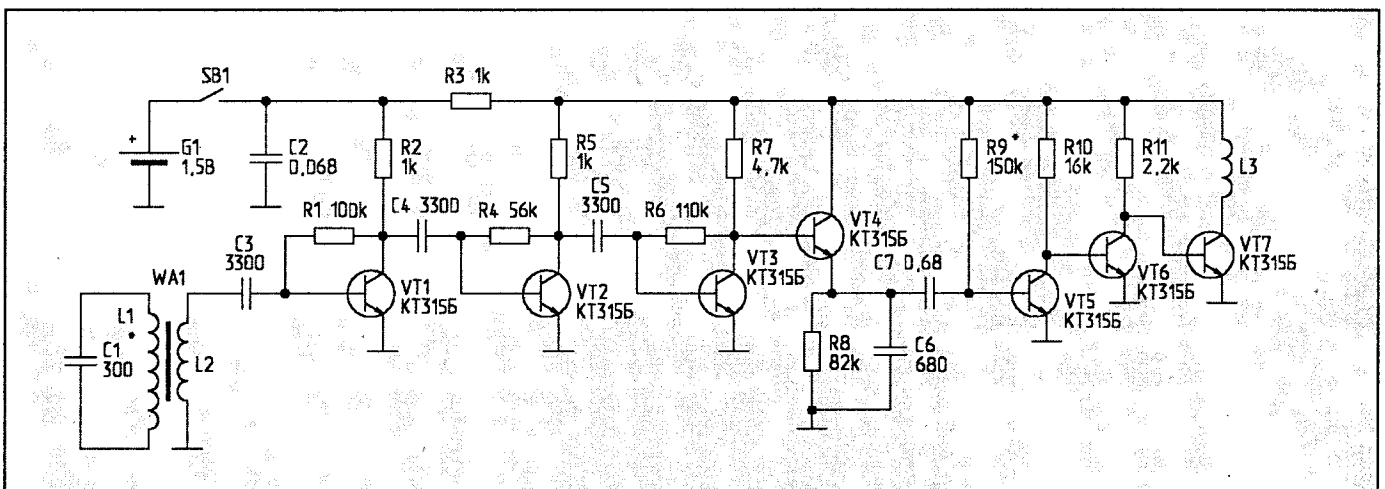 SB1
R3 1k
+
G1
1,5В
C2
0,068
R2
1k
R5
1k
R7
4,7k
R9 *
150k
R10
16k
R11
2,2k
L3
R1 100k
C4 3300
R4 56k
C5
3300
R6 110k
VT4
КТ315Б
C3
3300
WA1
VT1
КТ315Б
VT2
КТ315Б
VT3
КТ315Б
C7 0,68
VT5
КТ315Б
VT6
КТ315Б
VT7
КТ315Б
L1
*
C1
300
L2
R8
82k
C6
680